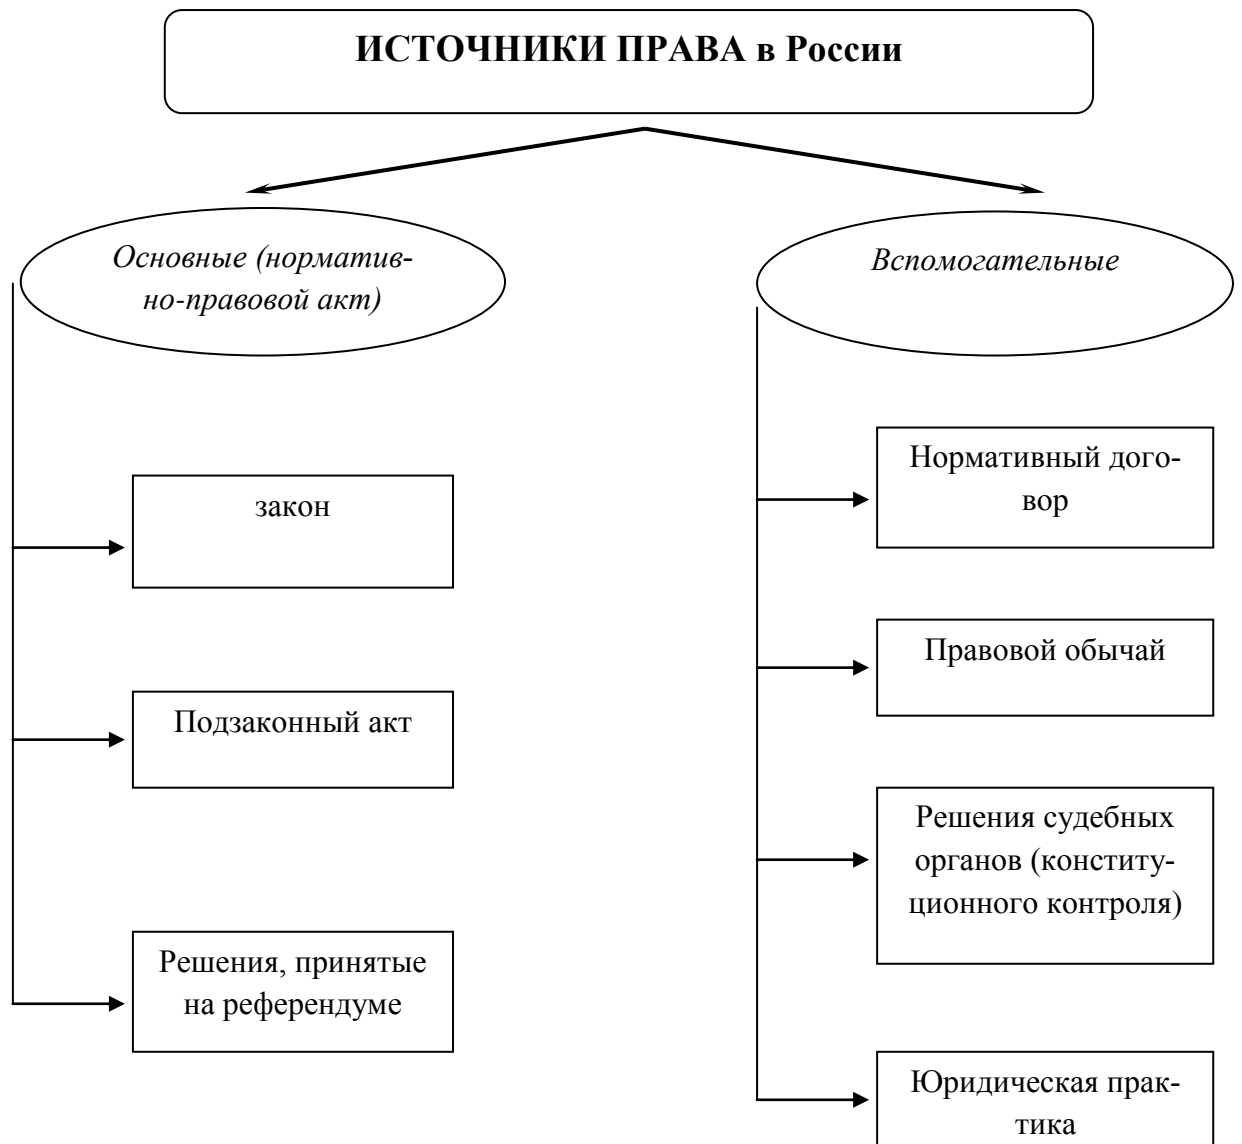 ИСТОЧНИКИ ПРАВА в России
Основные (норматив-
но-правовой акт)
закон
Подзаконный акт
Решения, принятые
на референдуме
Вспомогательные
Нормативный дого-
вор
Правовой обычай
Решения судебных
органов (конститу-
ционного контроля)
Юридическая прак-
тика